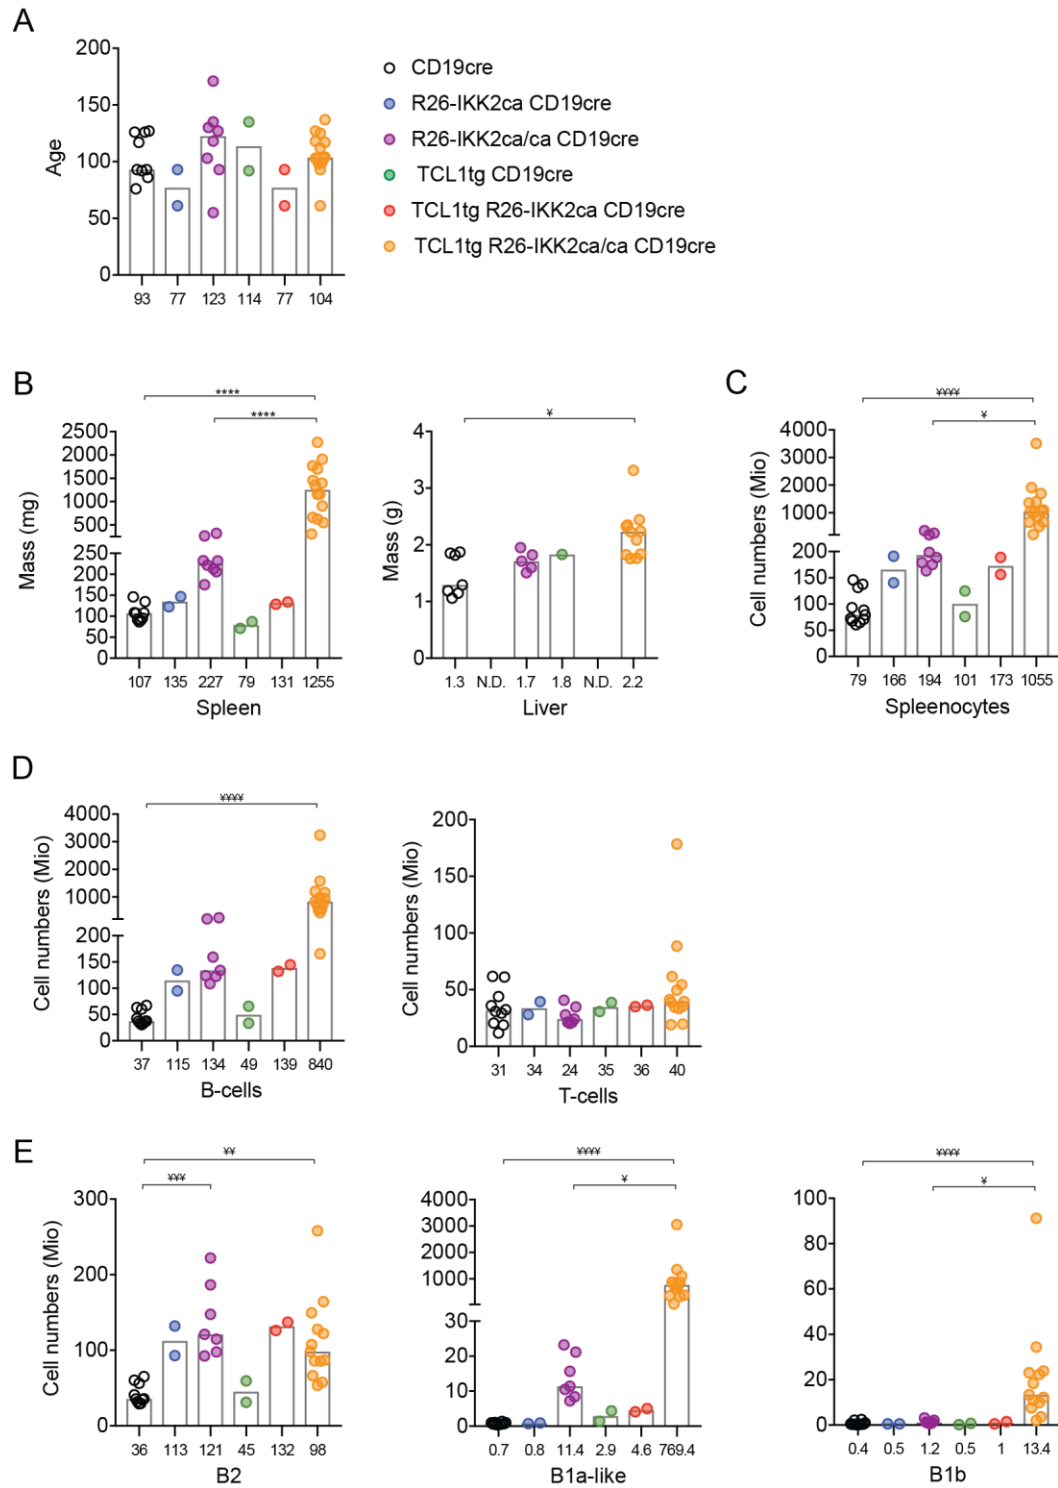 A
200
150
100
50
0
Age
93 77 123 114 77 104
CD19cre
R26-IKK2ca CD19cre
R26-IKK2ca/ca CD19cre
TCL1tg CD19cre
TCL1tg R26-IKK2ca CD19cre
TCL1tg R26-IKK2ca/ca CD19cre
B
****
****
2500
2000
1500
1000
500
250
200
150
100
50
0
Mass (mg)
107 135 227 79 131 1255
Spleen
¥
4
3
2
1
0
Mass (g)
1.3 N.D. 1.7 1.8 N.D. 2.2
Liver
C
¥¥¥¥
¥
4000
3000
2000
1000
200
150
100
50
0
Cell numbers (Mio)
79 166 194 101 173 1055
Spleenocytes
D
¥¥¥¥
4000
3000
2000
1000
200
150
100
50
0
Cell numbers (Mio)
37 115 134 49 139 840
B-cells
200
150
100
50
0
Cell numbers (Mio)
31 34 24 35 36 40
T-cells
E
¥¥
¥¥¥
300
200
100
0
Cell numbers (Mio)
36 113 121 45 132 98
B2
¥¥¥¥
¥
4000
3000
2000
1000
30
20
10
0
0.7 0.8 11.4 2.9 4.6 769.4
B1a-like
¥¥¥¥
¥
100
80
60
40
20
0
0.4 0.5 1.2 0.5 1 13.4
B1b